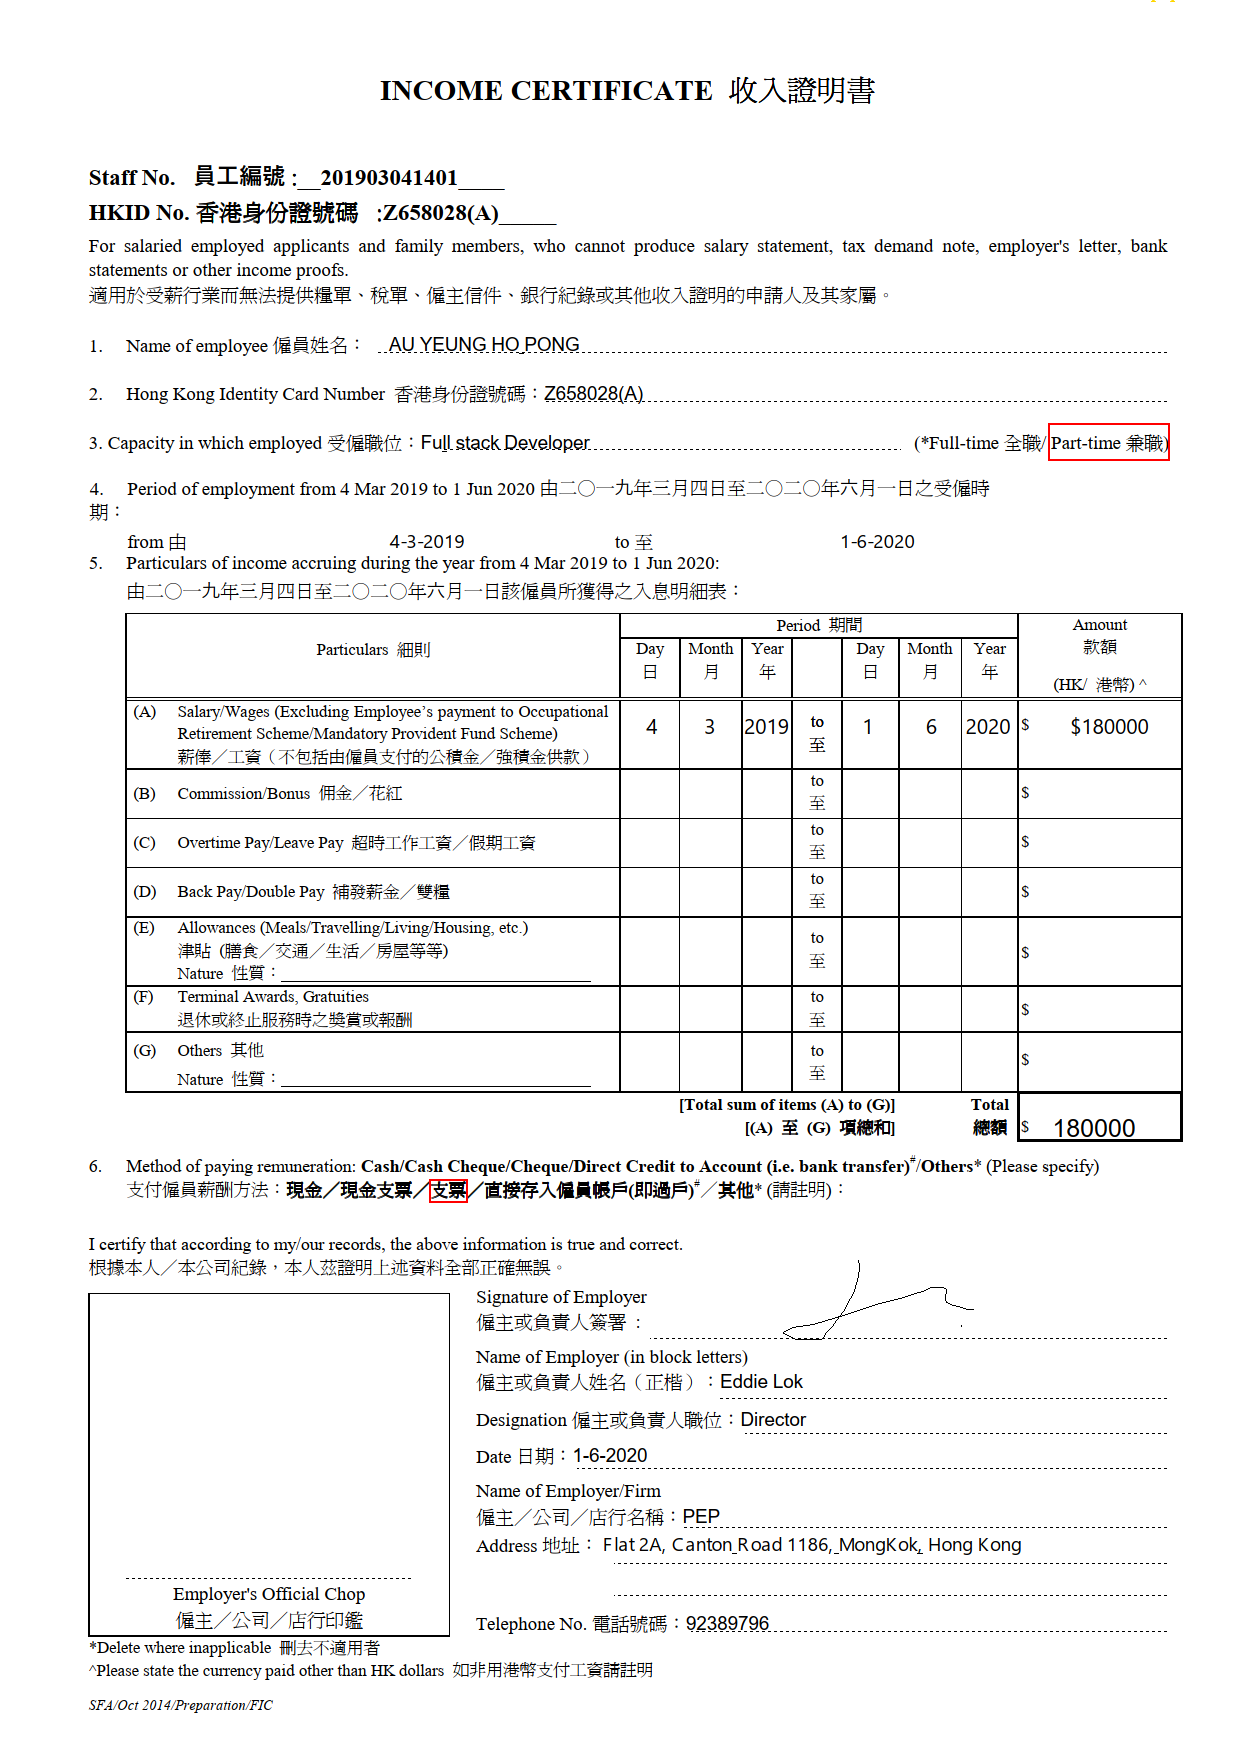 INCOME CERTIFICATE 收入證明書
Staff No. 員工編號 :__201903041401____
HKID No. 香港身份證號碼 :Z658028(A)_____
For salaried employed applicants and family members, who cannot produce salary statement, tax demand note, employer's letter, bank
statements or other income proofs.
適用於受薪行業而無法提供糧單、稅單、僱主信件、銀行紀錄或其他收入證明的申請人及其家屬。
1. Name of employee 僱員姓名： AU YEUNG HO PONG
2. Hong Kong Identity Card Number 香港身份證號碼：Z658028(A)
3. Capacity in which employed 受僱職位：Full stack Developer (*Full-time 全職/ Part-time 兼職)
4. Period of employment from 4 Mar 2019 to 1 Jun 2020 由二〇一九年三月四日至二〇二〇年六月一日之受僱時
期：
from 由 4-3-2019 to 至 1-6-2020
5. Particulars of income accruing during the year from 4 Mar 2019 to 1 Jun 2020:
由二〇一九年三月四日至二〇二〇年六月一日該僱員所獲得之入息明細表：
Particulars 細則 Period 期間 Amount 款額 (HK/ 港幣) ^
Day Month Year Day Month Year
日 月 年 日 月 年
(A) Salary/Wages (Excluding Employee’s payment to Occupational
Retirement Scheme/Mandatory Provident Fund Scheme) 4 3 2019 to 至 1 6 2020 $ $180000
薪俸／工資（不包括由僱員支付的公積金／強積金供款）
(B) Commission/Bonus 佣金／花紅 to 至 $
(C) Overtime Pay/Leave Pay 超時工作工資／假期工資 to 至 $
(D) Back Pay/Double Pay 補發薪金／雙糧 to 至 $
(E) Allowances (Meals/Travelling/Living/Housing, etc.)
津貼 (膳食／交通／生活／房屋等等) to 至 $
Nature 性質：
(F) Terminal Awards, Gratuities
退休或終止服務時之獎賞或報酬 to 至 $
(G) Others 其他 to 至 $
Nature 性質：
[Total sum of items (A) to (G)] Total
[(A) 至 (G) 項總和] 總額 $ 180000
6. Method of paying remuneration: Cash/Cash Cheque/Cheque/Direct Credit to Account (i.e. bank transfer)#/Others* (Please specify)
支付僱員薪酬方法：現金／現金支票／支票／直接存入僱員帳戶(即過戶)#／其他* (請註明)：
I certify that according to my/our records, the above information is true and correct.
根據本人／本公司紀錄，本人茲證明上述資料全部正確無誤。
Signature of Employer
僱主或負責人簽署 :
Name of Employer (in block letters)
僱主或負責人姓名（正楷）：Eddie Lok
Designation 僱主或負責人職位：Director
Date 日期：1-6-2020
Name of Employer/Firm
僱主／公司／店行名稱：PEP
Address 地址： Flat 2A, Canton Road 1186, MongKok, Hong Kong
Employer's Official Chop
僱主／公司／店行印鑑
Telephone No. 電話號碼：92389796
*Delete where inapplicable 刪去不適用者
^Please state the currency paid other than HK dollars 如非用港幣支付工資請註明
SFA/Oct 2014/Preparation/FIC